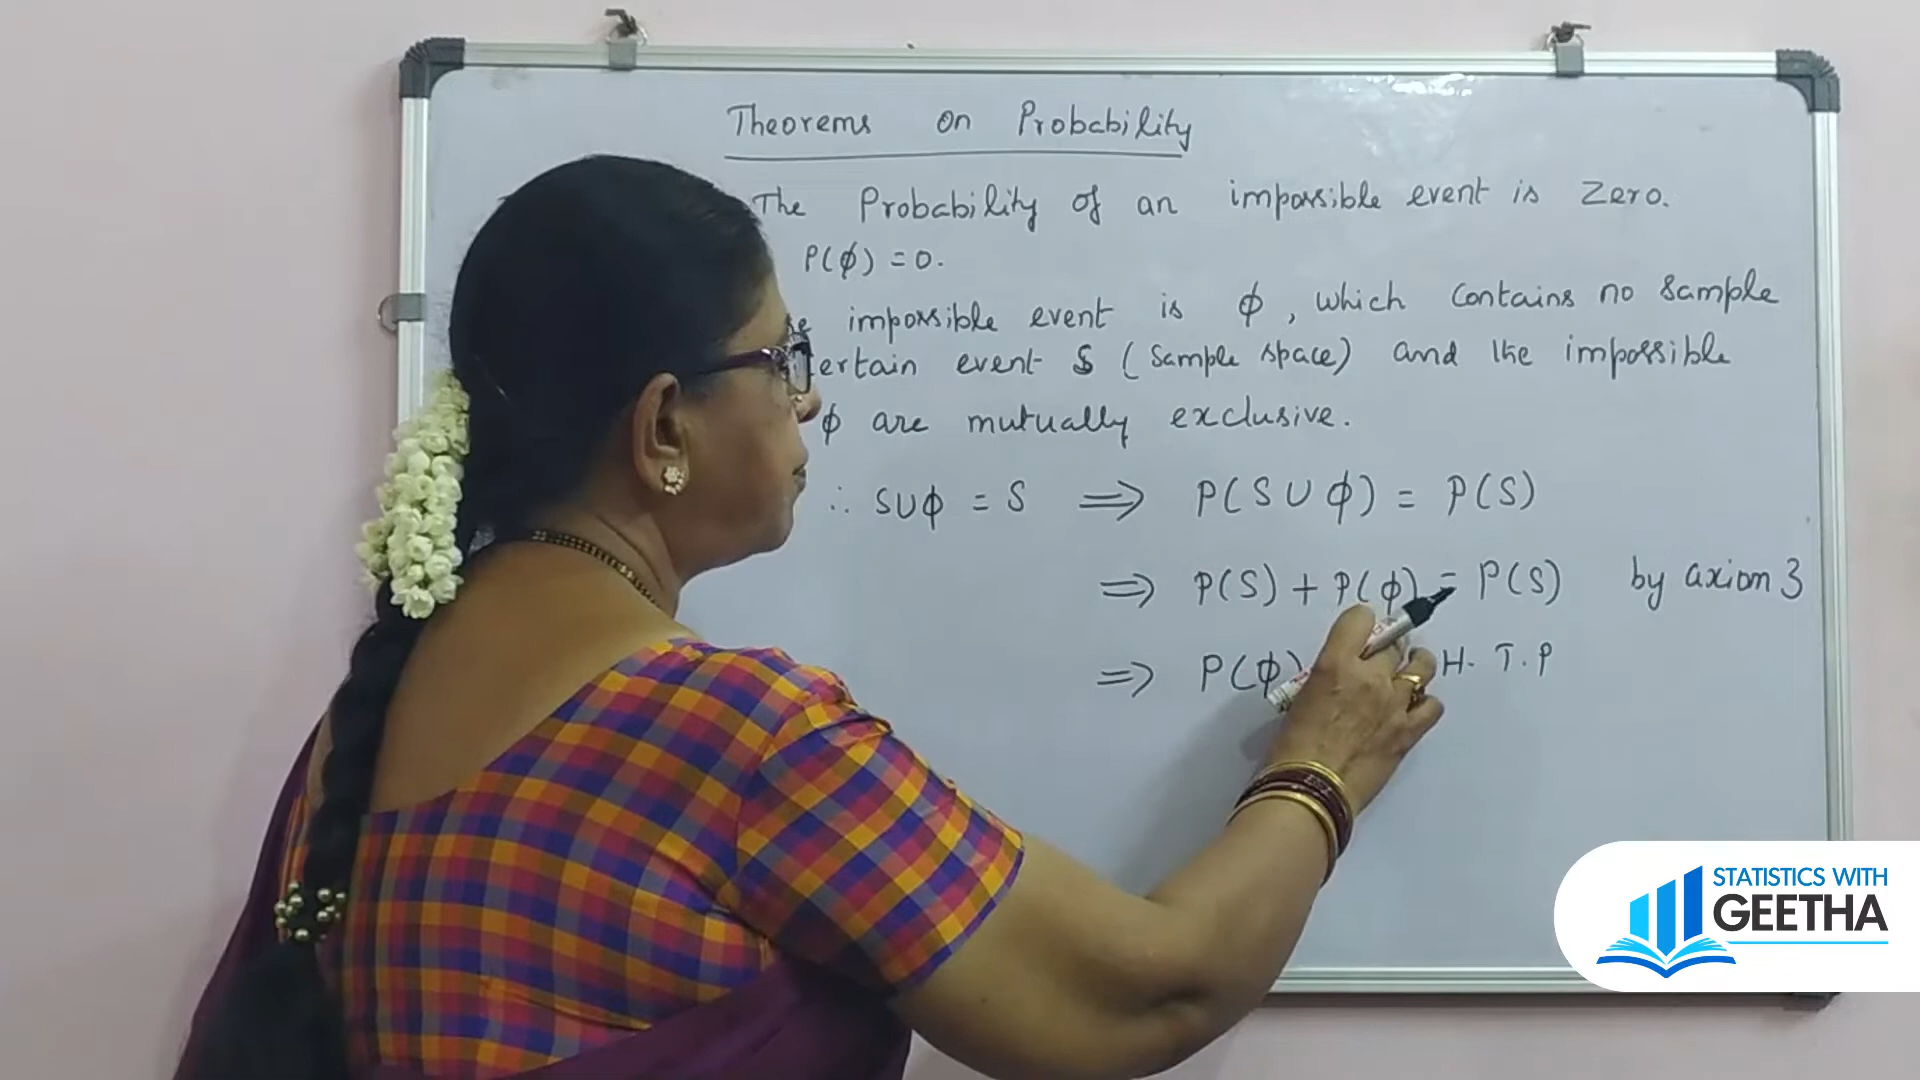 Theorems on Probability
The Probability of an impossible event is Zero.
P(ϕ) = 0.
impossible event is ϕ, which contains no sample
ertain event S (Sample space) and the impossible
ϕ are mutually exclusive.
∴ S∪ϕ = S ⟹ P(S∪ϕ) = P(S)
⟹ P(S) + P(ϕ) = P(S) by axiom 3
⟹ P(ϕ) H. T. P
STATISTICS WITH
GEETHA